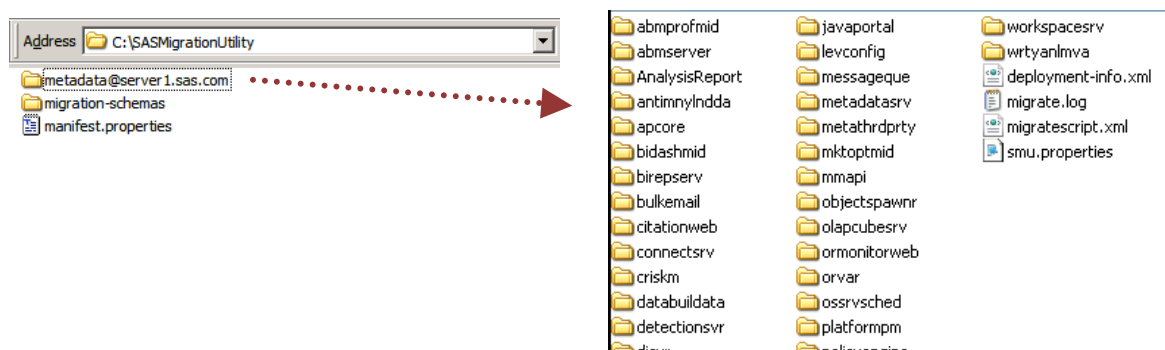 Address C:\SASMigrationUtility
metadata@server1.sas.com
migration-schemas
manifest.properties
abmprofmid
abmserver
AnalysisReport
antimnylndda
apcore
bidashmid
birepserv
bulkemail
citationweb
connectsrv
criskm
databuildata
detectionsvr
javaportal
levconfig
messageque
metadatasrv
metathrdprty
mktoptmid
mmapi
objectspawnr
olapcubesrv
ormonitorweb
orvar
ossrvsched
platformpm
workspacesrv
wrtyanlmva
deployment-info.xml
migrate.log
migratescript.xml
smu.properties